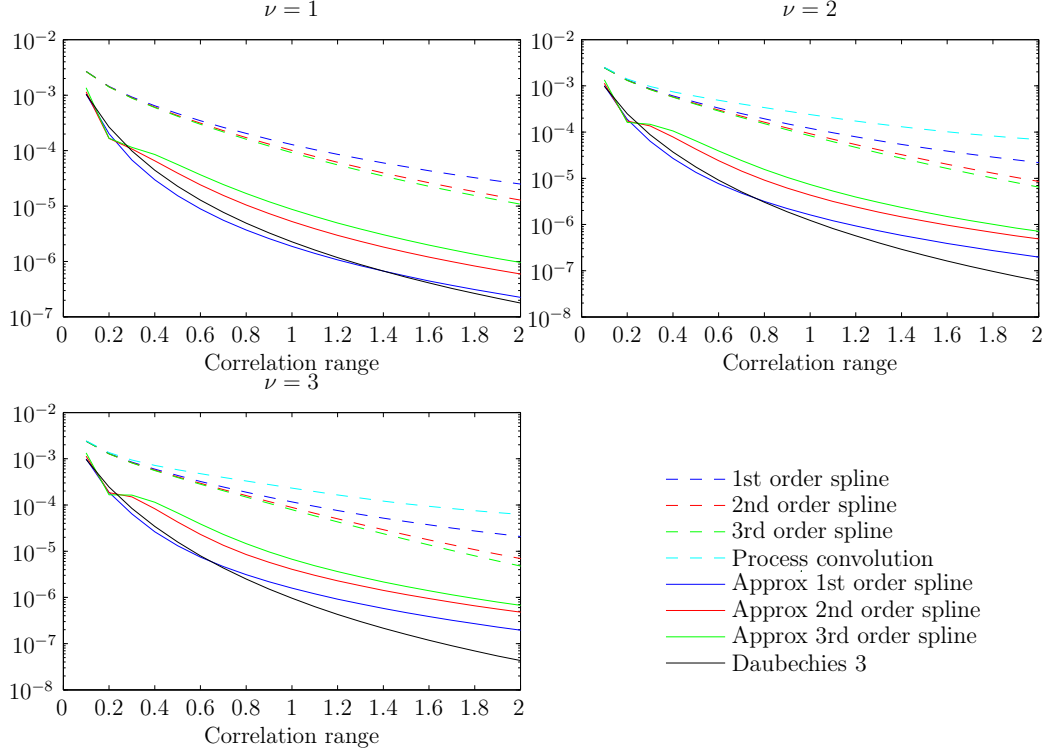 ν = 1
10⁻²
10⁻³
10⁻⁴
10⁻⁵
10⁻⁶
10⁻⁷
0 0.2 0.4 0.6 0.8 1 1.2 1.4 1.6 1.8 2
Correlation range
ν = 2
10⁻²
10⁻³
10⁻⁴
10⁻⁵
10⁻⁶
10⁻⁷
10⁻⁸
0 0.2 0.4 0.6 0.8 1 1.2 1.4 1.6 1.8 2
Correlation range
ν = 3
10⁻²
10⁻³
10⁻⁴
10⁻⁵
10⁻⁶
10⁻⁷
10⁻⁸
0 0.2 0.4 0.6 0.8 1 1.2 1.4 1.6 1.8 2
Correlation range
1st order spline
2nd order spline
3rd order spline
Process convolution
Approx 1st order spline
Approx 2nd order spline
Approx 3rd order spline
Daubechies 3